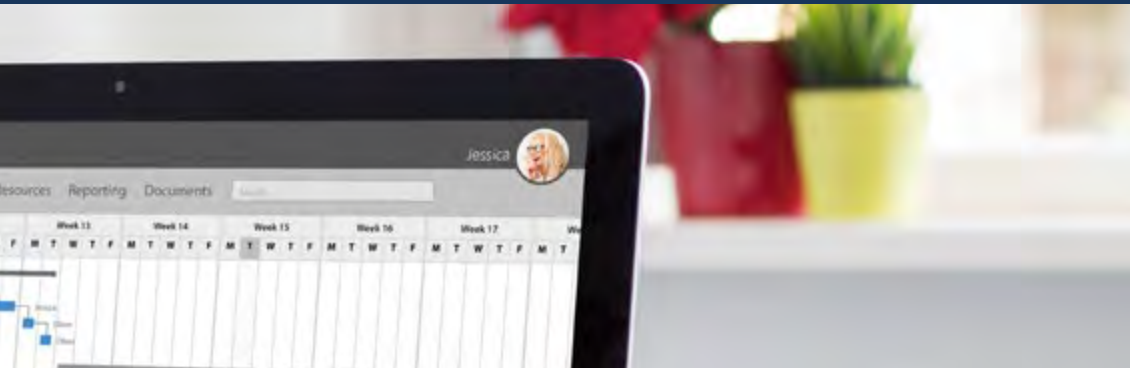 Jessica
Resources Reporting Documents
Week 13 Week 14 Week 15 Week 16 Week 17
F M T W T F M T W T F M T W T F M T W T F M T W T F M T